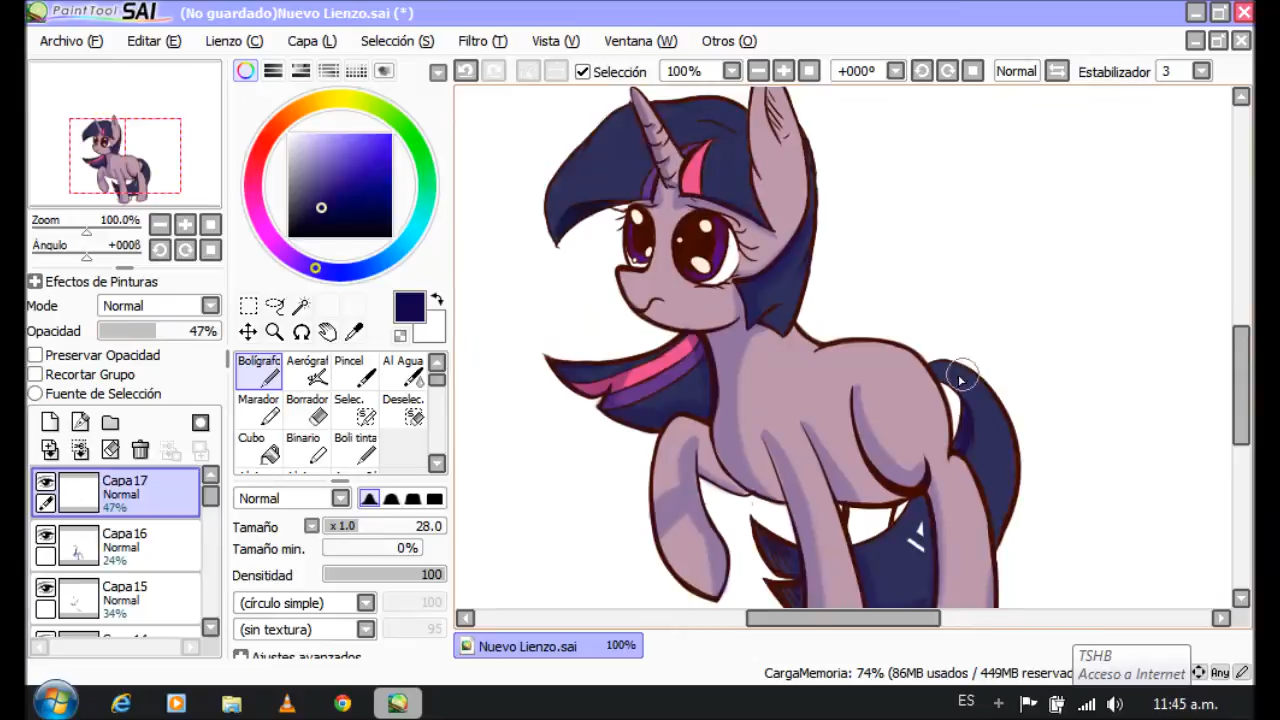 PaintTool SAI (No guardado)Nuevo Lienzo.sai (*)
Archivo (F) Editar (E) Lienzo (C) Capa (L) Selección (S) Filtro (T) Vista (V) Ventana (W) Otros (O)
Selección 100% +000º Normal Estabilizador 3
Zoom 100.0%
Ángulo +000ß
Efectos de Pinturas
Mode Normal
Opacidad 47%
Preservar Opacidad
Recortar Grupo
Fuente de Selección
Capa17
Normal
47%
Capa16
Normal
24%
Capa15
Normal
34%
Bolígrafo Aerógraf Pincel Al Agua
Marador Borrador Selec. Deselec.
Cubo Binario Boli tinta
Normal
Tamaño x 1.0 28.0
Tamaño min. 0%
Densitidad 100
(círculo simple) 100
(sin textura) 95
Ajustes avanzados
Nuevo Lienzo.sai 100%
CargaMemoria: 74% (86MB usados / 449MB reservad
Any
TSHB
Acceso a Internet
ES 11:45 a.m.